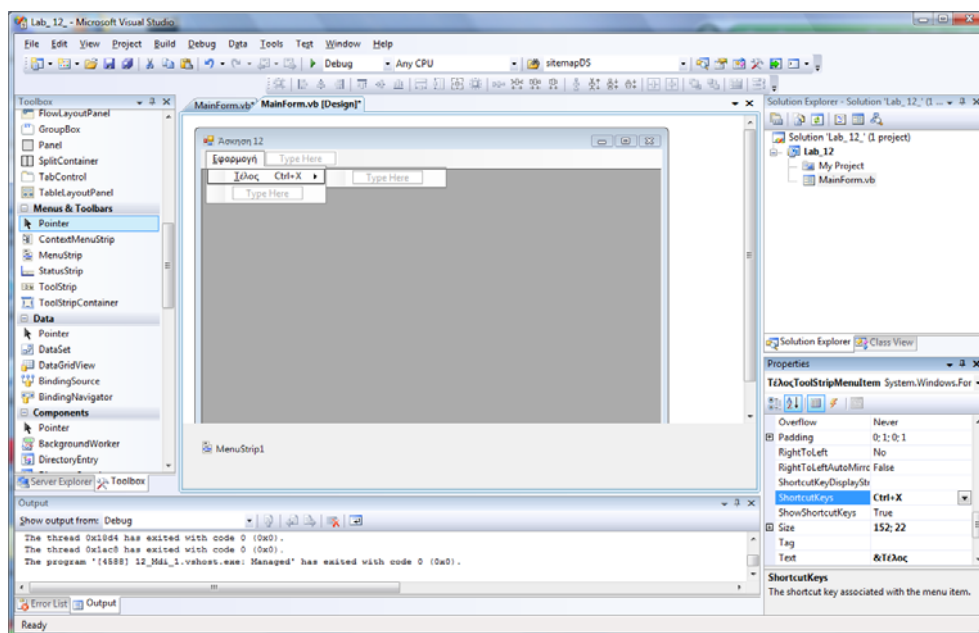 Lab_ 12_ - Microsoft Visual Studio
File Edit View Project Build Debug Data Tools Test Window Help
Debug Any CPU sitemapDS
Toolbox
FlowLayoutPanel
GroupBox
Panel
SplitContainer
TabControl
TableLayoutPanel
Menus & Toolbars
Pointer
ContextMenuStrip
MenuStrip
StatusStrip
ToolStrip
ToolStripContainer
Data
Pointer
DataSet
DataGridView
BindingSource
BindingNavigator
Components
Pointer
BackgroundWorker
DirectoryEntry
Server Explorer Toolbox
MainForm.vb* MainForm.vb [Design]*
Άσκηση 12
Εφαρμογή Type Here
Τέλος Ctrl+X Type Here
Type Here
MenuStrip1
Solution Explorer - Solution 'Lab_ 12_' (1 ...
Solution 'Lab_ 12_' (1 project)
Lab_12
My Project
MainForm.vb
Solution Explorer Class View
Properties
ΤέλοςToolStripMenuItem System.Windows.For
Overflow Never
Padding 0; 1; 0; 1
RightToLeft No
RightToLeftAutoMirrc False
ShortcutKeyDisplayStr
ShortcutKeys Ctrl+X
ShowShortcutKeys True
Size 152; 22
Tag
Text &Τέλος
ShortcutKeys
The shortcut key associated with the menu item.
Output
Show output from: Debug
The thread 0x18d4 has exited with code 0 (0x0).
The thread 0x1ac8 has exited with code 0 (0x0).
The program '[4588] 12_Mdi_1.vshost.exe: Managed' has exited with code 0 (0x0).
Error List Output
Ready